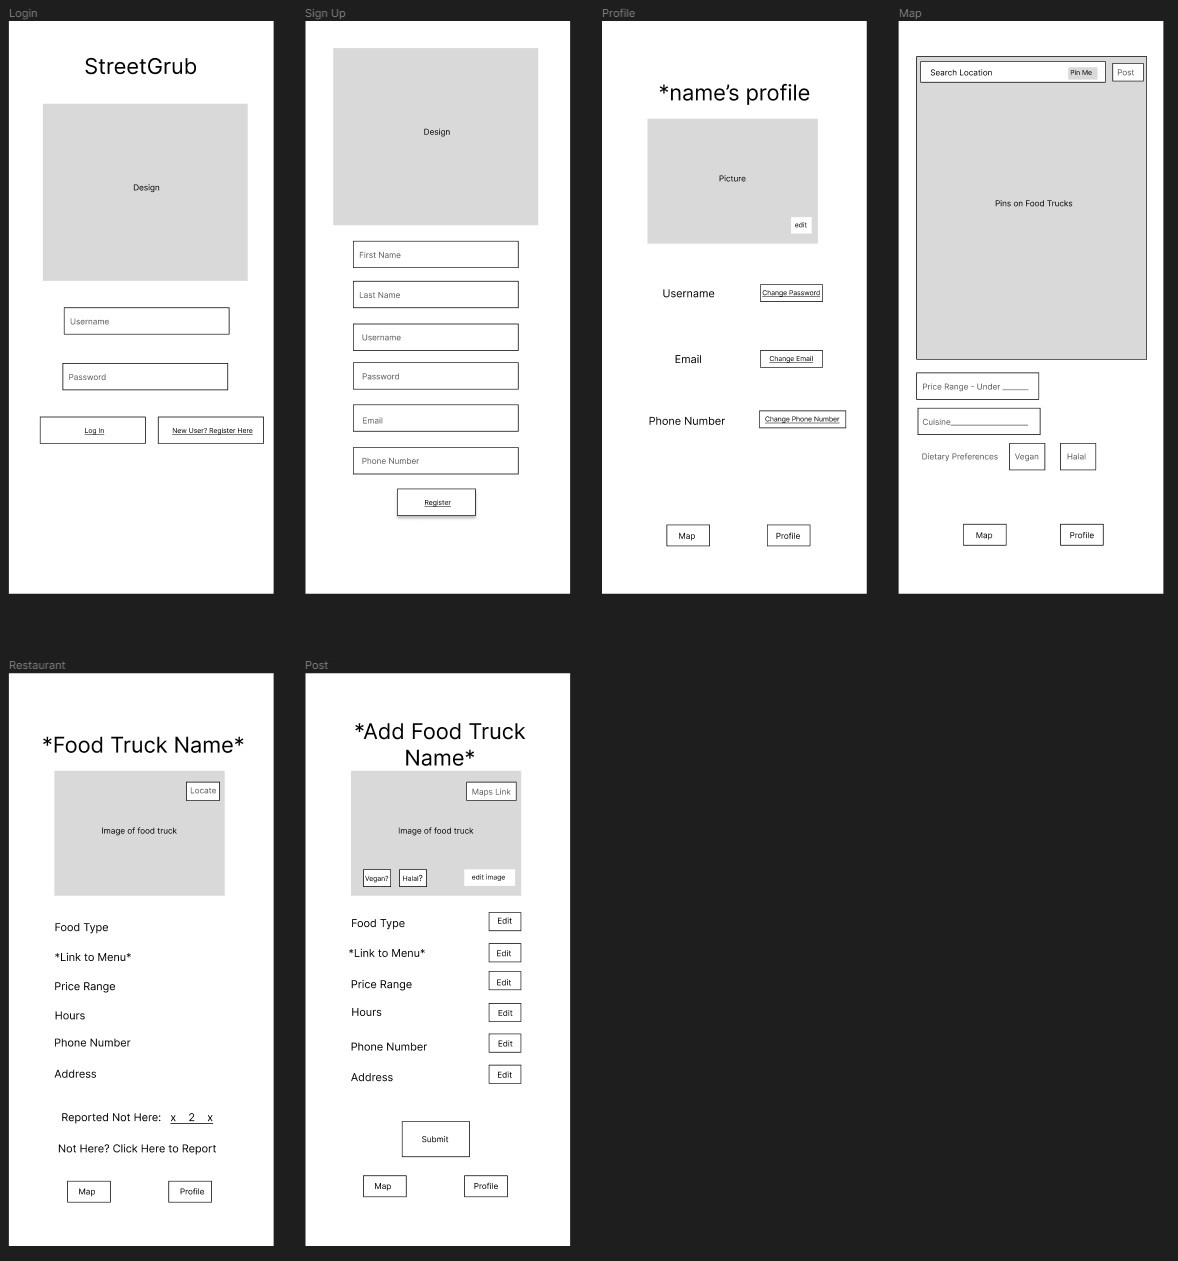 Login
StreetGrub
Design
Username
Password
Log In
New User? Register Here
Sign Up
Design
First Name
Last Name
Username
Password
Email
Phone Number
Register
Profile
*name's profile
Picture
edit
Username
Change Password
Email
Change Email
Phone Number
Change Phone Number
Map
Profile
Map
Search Location
Pin Me
Post
Pins on Food Trucks
Price Range - Under ______
Cuisine__________________
Dietary Preferences
Vegan
Halal
Map
Profile
Restaurant
*Food Truck Name*
Locate
Image of food truck
Food Type
*Link to Menu*
Price Range
Hours
Phone Number
Address
Reported Not Here: x 2 x
Not Here? Click Here to Report
Map
Profile
Post
*Add Food Truck
Name*
Maps Link
Image of food truck
Vegan?
Halal?
edit image
Food Type
Edit
*Link to Menu*
Edit
Price Range
Edit
Hours
Edit
Phone Number
Edit
Address
Edit
Submit
Map
Profile